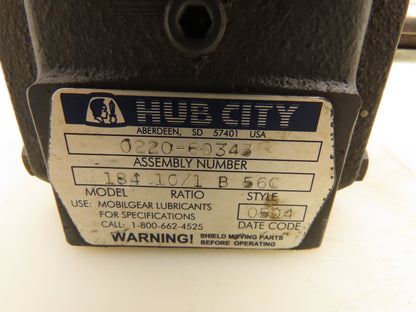 HUB CITY
ABERDEEN, SD 57401 USA
0220-60343
ASSEMBLY NUMBER
184 10/1 B 56C
MODEL RATIO STYLE
USE: MOBILGEAR LUBRICANTS
FOR SPECIFICATIONS
CALL: 1-800-662-4525
0504
DATE CODE
WARNING! SHIELD MOVING PARTS
BEFORE OPERATING